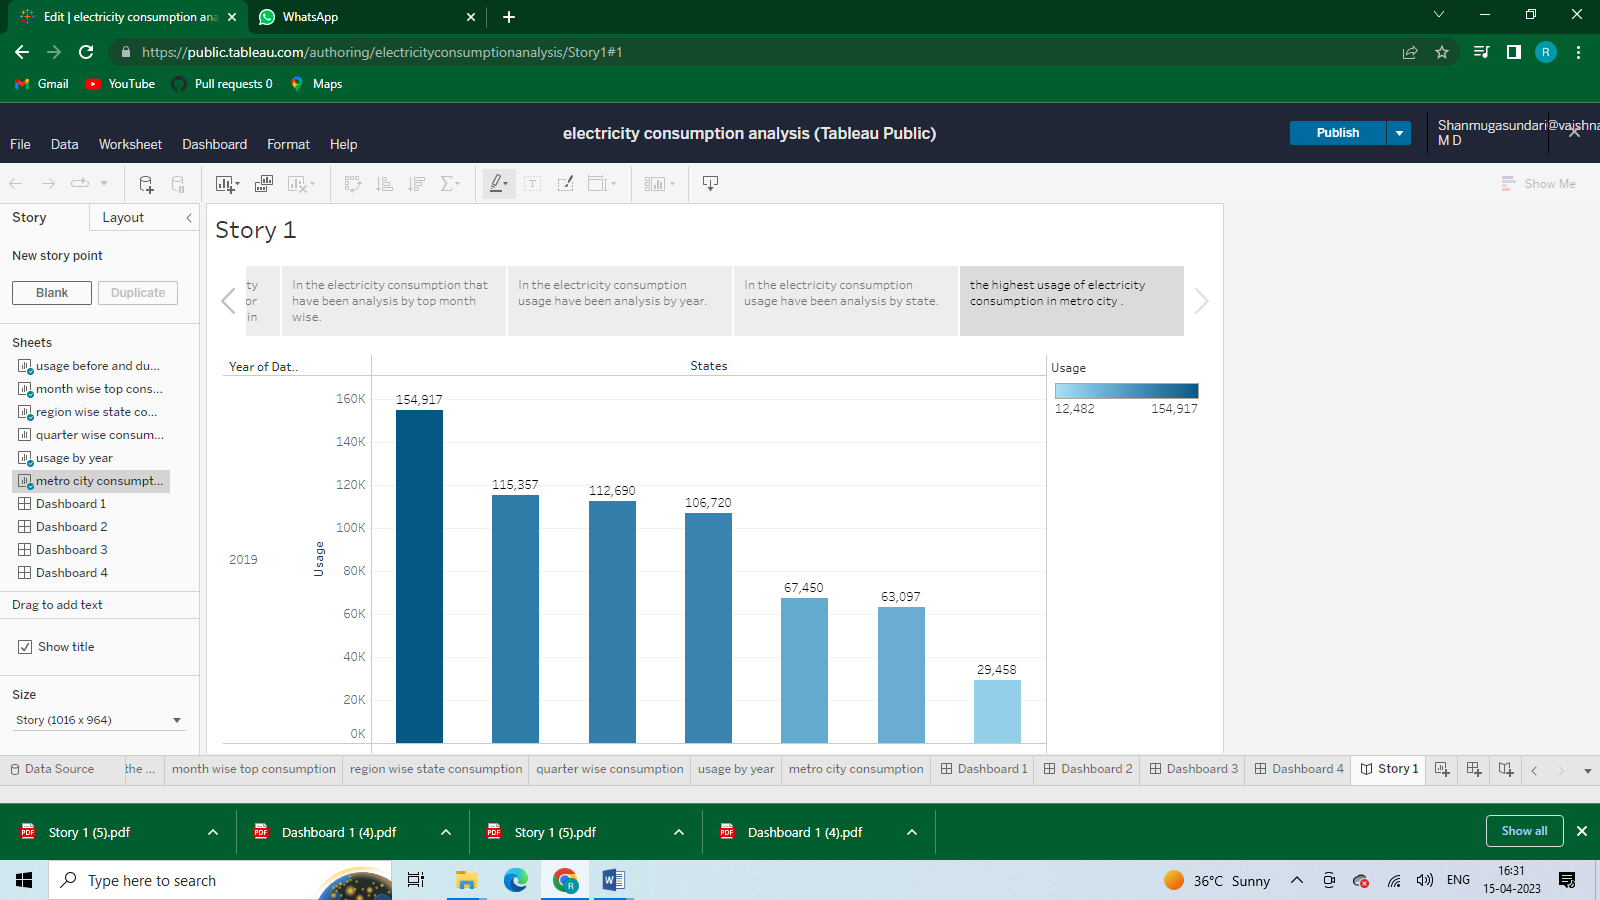 Edit | electricity consumption ana
WhatsApp
https://public.tableau.com/authoring/electricityconsumptionanalysis/Story1#1
R
Gmail
YouTube
Pull requests 0
Maps
File
Data
Worksheet
Dashboard
Format
Help
electricity consumption analysis (Tableau Public)
Publish
Shanmugasundari@vaishna
M D
Show Me
Story
Layout
New story point
Blank
Duplicate
Sheets
usage before and du...
month wise top cons...
region wise state co...
quarter wise consum...
usage by year
metro city consumpt...
Dashboard 1
Dashboard 2
Dashboard 3
Dashboard 4
Drag to add text
Show title
Size
Story (1016 x 964)
Story 1
ty
or
in
In the electricity consumption that
have been analysis by top month
wise.
In the electricity consumption
usage have been analysis by year.
In the electricity consumption
usage have been analysis by state.
the highest usage of electricity
consumption in metro city .
Year of Dat..
States
Usage
12,482
154,917
2019
Usage
160K
140K
120K
100K
80K
60K
40K
20K
0K
154,917
115,357
112,690
106,720
67,450
63,097
29,458
Data Source
the ...
month wise top consumption
region wise state consumption
quarter wise consumption
usage by year
metro city consumption
Dashboard 1
Dashboard 2
Dashboard 3
Dashboard 4
Story 1
PDF
Story 1 (5).pdf
PDF
Dashboard 1 (4).pdf
PDF
Story 1 (5).pdf
PDF
Dashboard 1 (4).pdf
Show all
Type here to search
36°C Sunny
ENG
16:31
15-04-2023